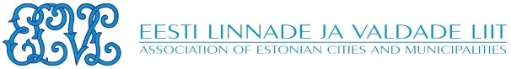 EESTI LINNADE JA VALDADE LIIT
ASSOCIATION OF ESTONIAN CITIES AND MUNICIPALITIES